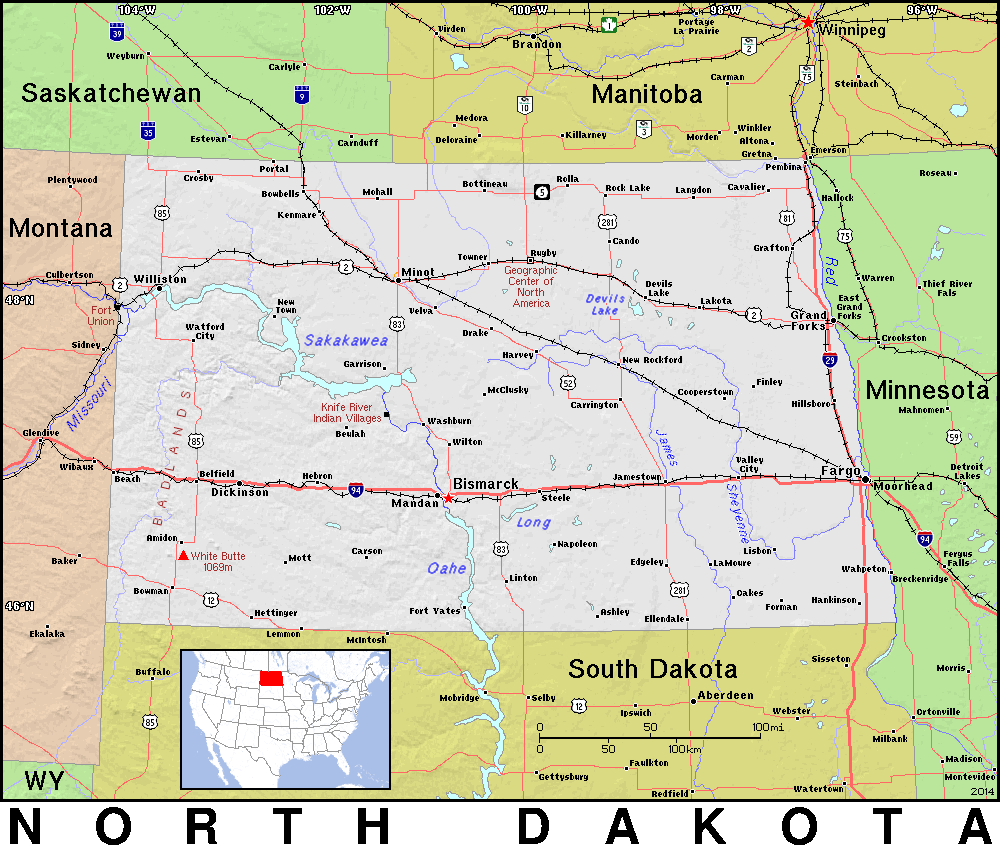 104°W
102°W
100°W
98°W
96°W
39
Weyburn
Carlyle
9
Virden
Brandon
1
Portage
La Prairie
2
Winnipeg
75
Steinbach
Carman
Saskatchewan
Manitoba
10
35
Estevan
Carnduff
Medora
Deloraine
Killarney
3
Morden
Winkler
Altona
Gretna
Emerson
Pembina
Portal
Plentywood
Crosby
Bowbells
Mohall
Bottineau
5
Rolla
Rock Lake
Langdon
Cavalier
Roseau
Hallock
Montana
85
Kenmare
281
81
Cando
Grafton
75
Red
Culbertson
Williston
2
2
Minot
Towner
Rugby
Geographic
Center of
North
America
Devils
Lake
Devils
Lake
Lakota
2
Warren
Thief River
Falls
48°N
Fort
Union
New
Town
Velva
Grand
Forks
East
Grand
Forks
Sidney
Watford
City
83
Drake
Crookston
Sakakawea
Harvey
Garrison
New Rockford
29
Missouri
52
Finley
Minnesota
McClusky
Cooperstown
Carrington
Hillsboro
Mahnomen
Knife River
Indian Villages
Beulah
Washburn
Glendive
85
Wilton
James
59
Wibaux
BADLANDS
Beach
Belfield
Dickinson
Hebron
94
Mandan
Bismarck
Steele
Jamestown
Valley
City
Fargo
Moorhead
Detroit
Lakes
Sheyenne
Long
Amidon
White Butte
1069m
Baker
Mott
Carson
Oahe
83
Napoleon
Lisbon
94
Fergus
Falls
Edgeley
LaMoure
Wahpeton
Breckenridge
Bowman
12
Linton
281
Oakes
Forman
Hankinson
46°N
Hettinger
Fort Yates
Ashley
Ellendale
Ekalaka
Lemmon
McIntosh
Buffalo
South Dakota
Sisseton
Morris
85
Mobridge
Selby
12
Ipswich
Aberdeen
Webster
Ortonville
0
50
100mi
0
50
100km
Milbank
WY
Gettysburg
Faulkton
Redfield
Watertown
Madison
Montevideo
2014
NORTH DAKOTA